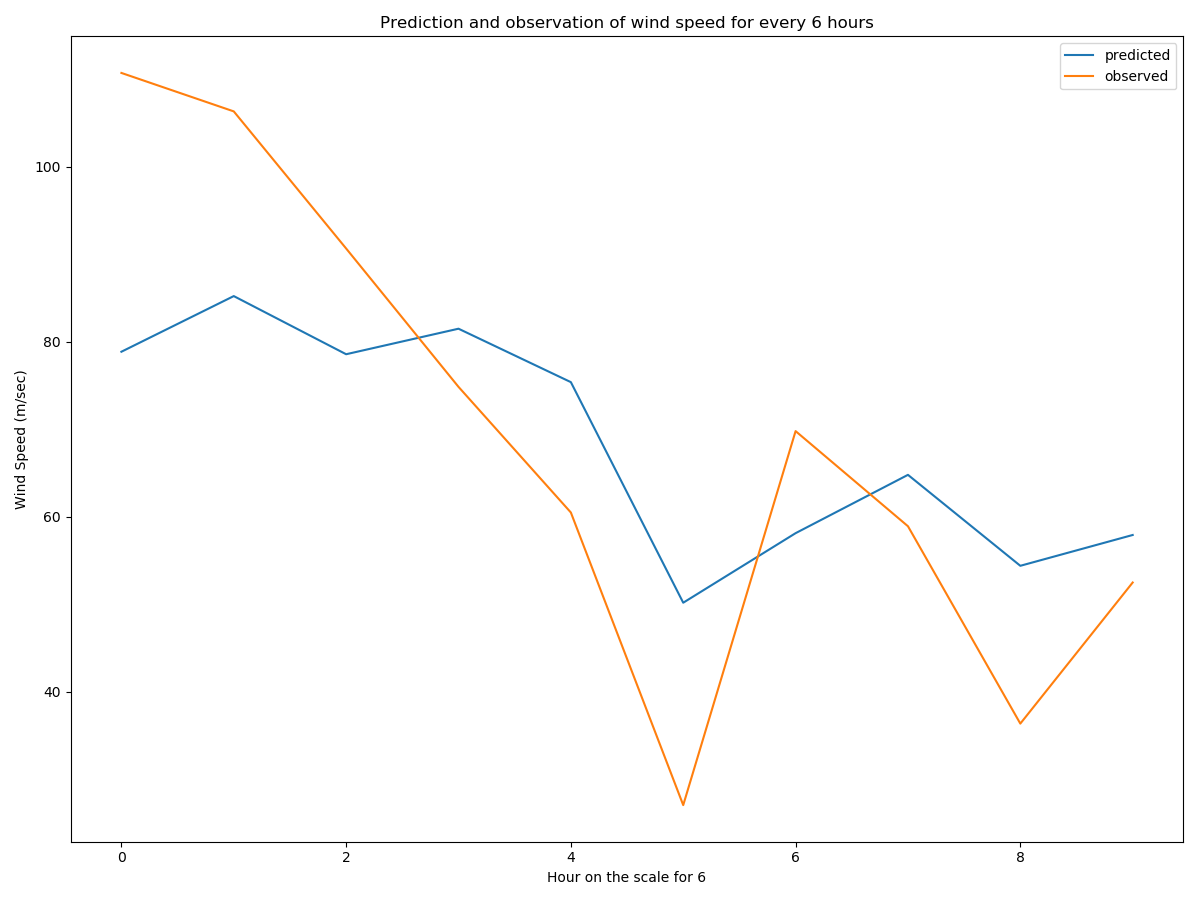 Prediction and observation of wind speed for every 6 hours
predicted
observed
100
80
60
40
Wind Speed (m/sec)
0 2 4 6 8
Hour on the scale for 6